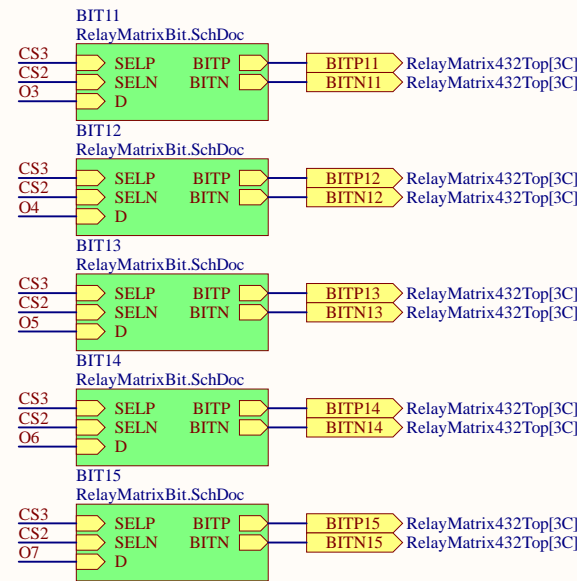 BIT11
RelayMatrixBit.SchDoc
CS3 SELP BITP BITP11 RelayMatrix432Top[3C]
CS2 SELN BITN BITN11 RelayMatrix432Top[3C]
O3 D
BIT12
RelayMatrixBit.SchDoc
CS3 SELP BITP BITP12 RelayMatrix432Top[3C]
CS2 SELN BITN BITN12 RelayMatrix432Top[3C]
O4 D
BIT13
RelayMatrixBit.SchDoc
CS3 SELP BITP BITP13 RelayMatrix432Top[3C]
CS2 SELN BITN BITN13 RelayMatrix432Top[3C]
O5 D
BIT14
RelayMatrixBit.SchDoc
CS3 SELP BITP BITP14 RelayMatrix432Top[3C]
CS2 SELN BITN BITN14 RelayMatrix432Top[3C]
O6 D
BIT15
RelayMatrixBit.SchDoc
CS3 SELP BITP BITP15 RelayMatrix432Top[3C]
CS2 SELN BITN BITN15 RelayMatrix432Top[3C]
O7 D